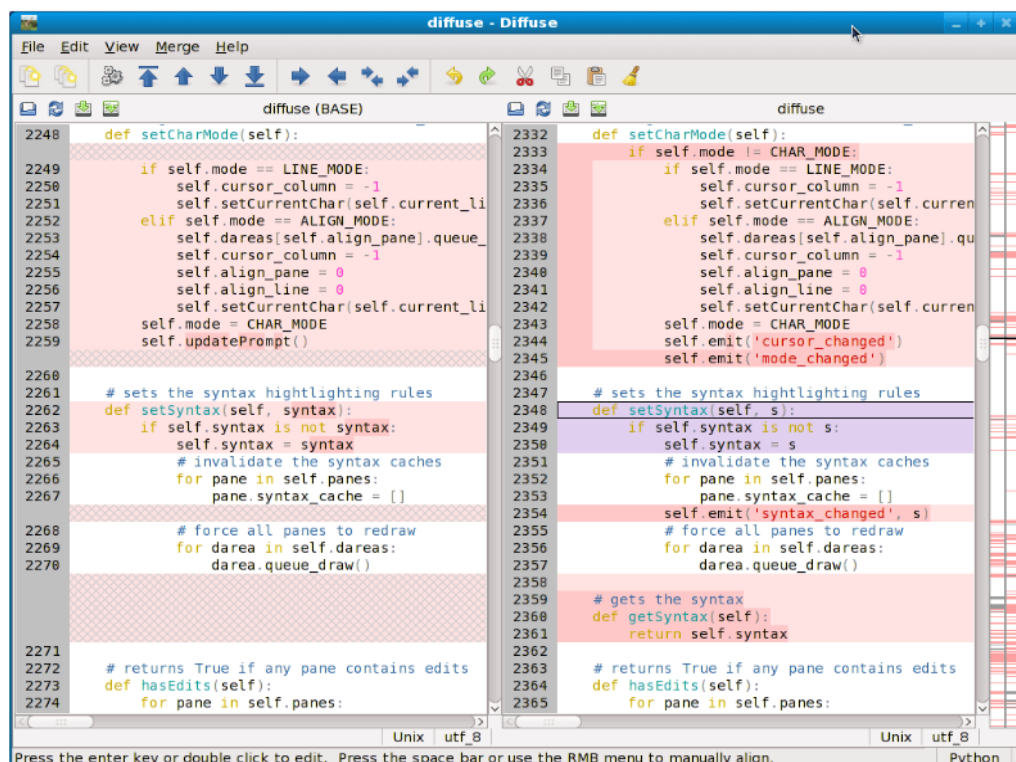 diffuse - Diffuse
File Edit View Merge Help
diffuse (BASE)
2248 def setCharMode(self):
2249 if self.mode == LINE_MODE:
2250 self.cursor_column = -1
2251 self.setCurrentChar(self.current_li
2252 elif self.mode == ALIGN_MODE:
2253 self.dareas[self.align_pane].queue_
2254 self.cursor_column = -1
2255 self.align_pane = 0
2256 self.align_line = 0
2257 self.setCurrentChar(self.current_li
2258 self.mode = CHAR_MODE
2259 self.updatePrompt()
2260
2261 # sets the syntax hightlighting rules
2262 def setSyntax(self, syntax):
2263 if self.syntax is not syntax:
2264 self.syntax = syntax
2265 # invalidate the syntax caches
2266 for pane in self.panes:
2267 pane.syntax_cache = []
2268 # force all panes to redraw
2269 for darea in self.dareas:
2270 darea.queue_draw()
2271
2272 # returns True if any pane contains edits
2273 def hasEdits(self):
2274 for pane in self.panes:
Unix utf_8
diffuse
2332 def setCharMode(self):
2333 if self.mode != CHAR_MODE:
2334 if self.mode == LINE_MODE:
2335 self.cursor_column = -1
2336 self.setCurrentChar(self.curren
2337 elif self.mode == ALIGN_MODE:
2338 self.dareas[self.align_pane].qu
2339 self.cursor_column = -1
2340 self.align_pane = 0
2341 self.align_line = 0
2342 self.setCurrentChar(self.curren
2343 self.mode = CHAR_MODE
2344 self.emit('cursor_changed')
2345 self.emit('mode_changed')
2346
2347 # sets the syntax hightlighting rules
2348 def setSyntax(self, s):
2349 if self.syntax is not s:
2350 self.syntax = s
2351 # invalidate the syntax caches
2352 for pane in self.panes:
2353 pane.syntax_cache = []
2354 self.emit('syntax_changed', s)
2355 # force all panes to redraw
2356 for darea in self.dareas:
2357 darea.queue_draw()
2358
2359 # gets the syntax
2360 def getSyntax(self):
2361 return self.syntax
2362
2363 # returns True if any pane contains edits
2364 def hasEdits(self):
2365 for pane in self.panes:
Unix utf_8
Press the enter key or double click to edit. Press the space bar or use the RMB menu to manually align. Python